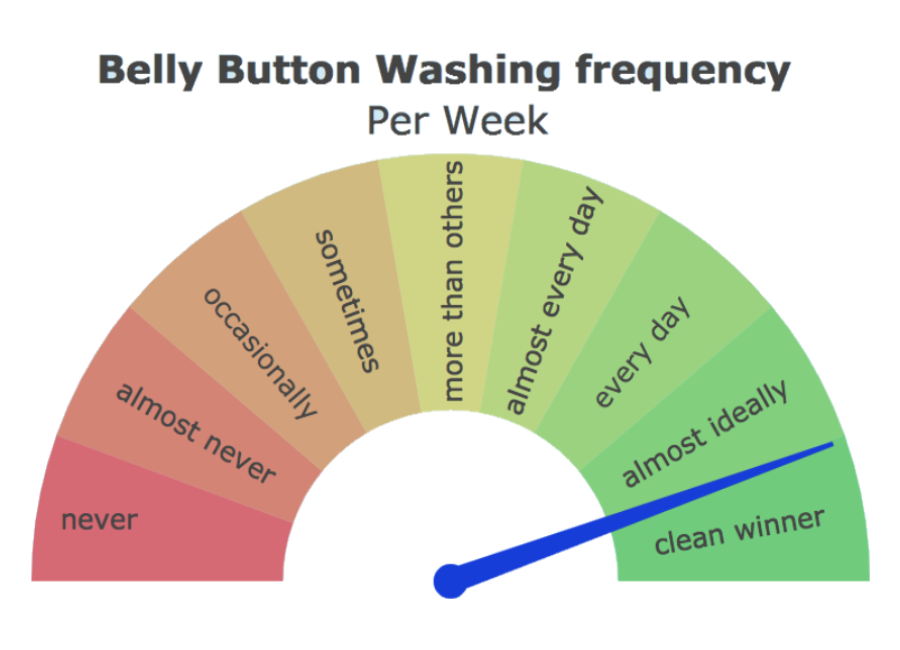 Belly Button Washing frequency
Per Week
never
almost never
occasionally
sometimes
more than others
almost every day
every day
almost ideally
clean winner